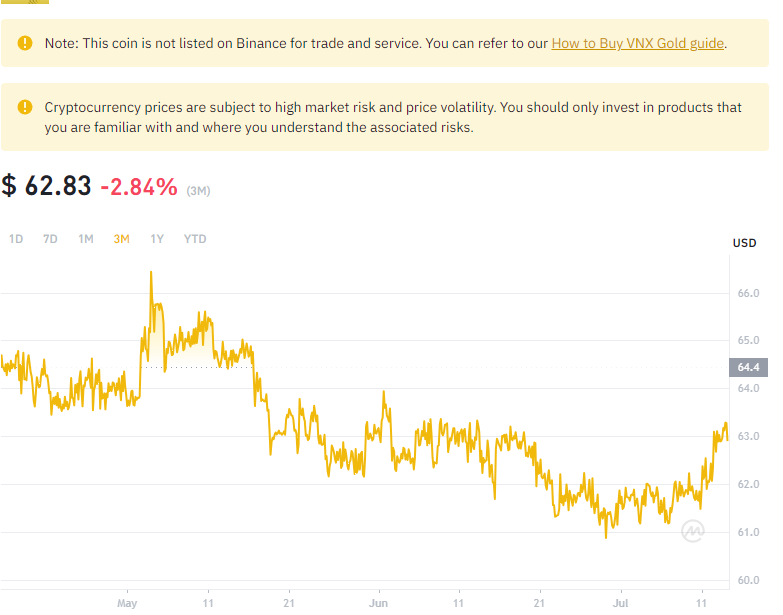 Note: This coin is not listed on Binance for trade and service. You can refer to our How to Buy VNX Gold guide.
Cryptocurrency prices are subject to high market risk and price volatility. You should only invest in products that
you are familiar with and where you understand the associated risks.
$ 62.83 -2.84% (3M)
1D 7D 1M 3M 1Y YTD
USD
66.0
65.0
64.4
64.0
63.0
62.0
61.0
60.0
May 11 21 Jun 11 21 Jul 11